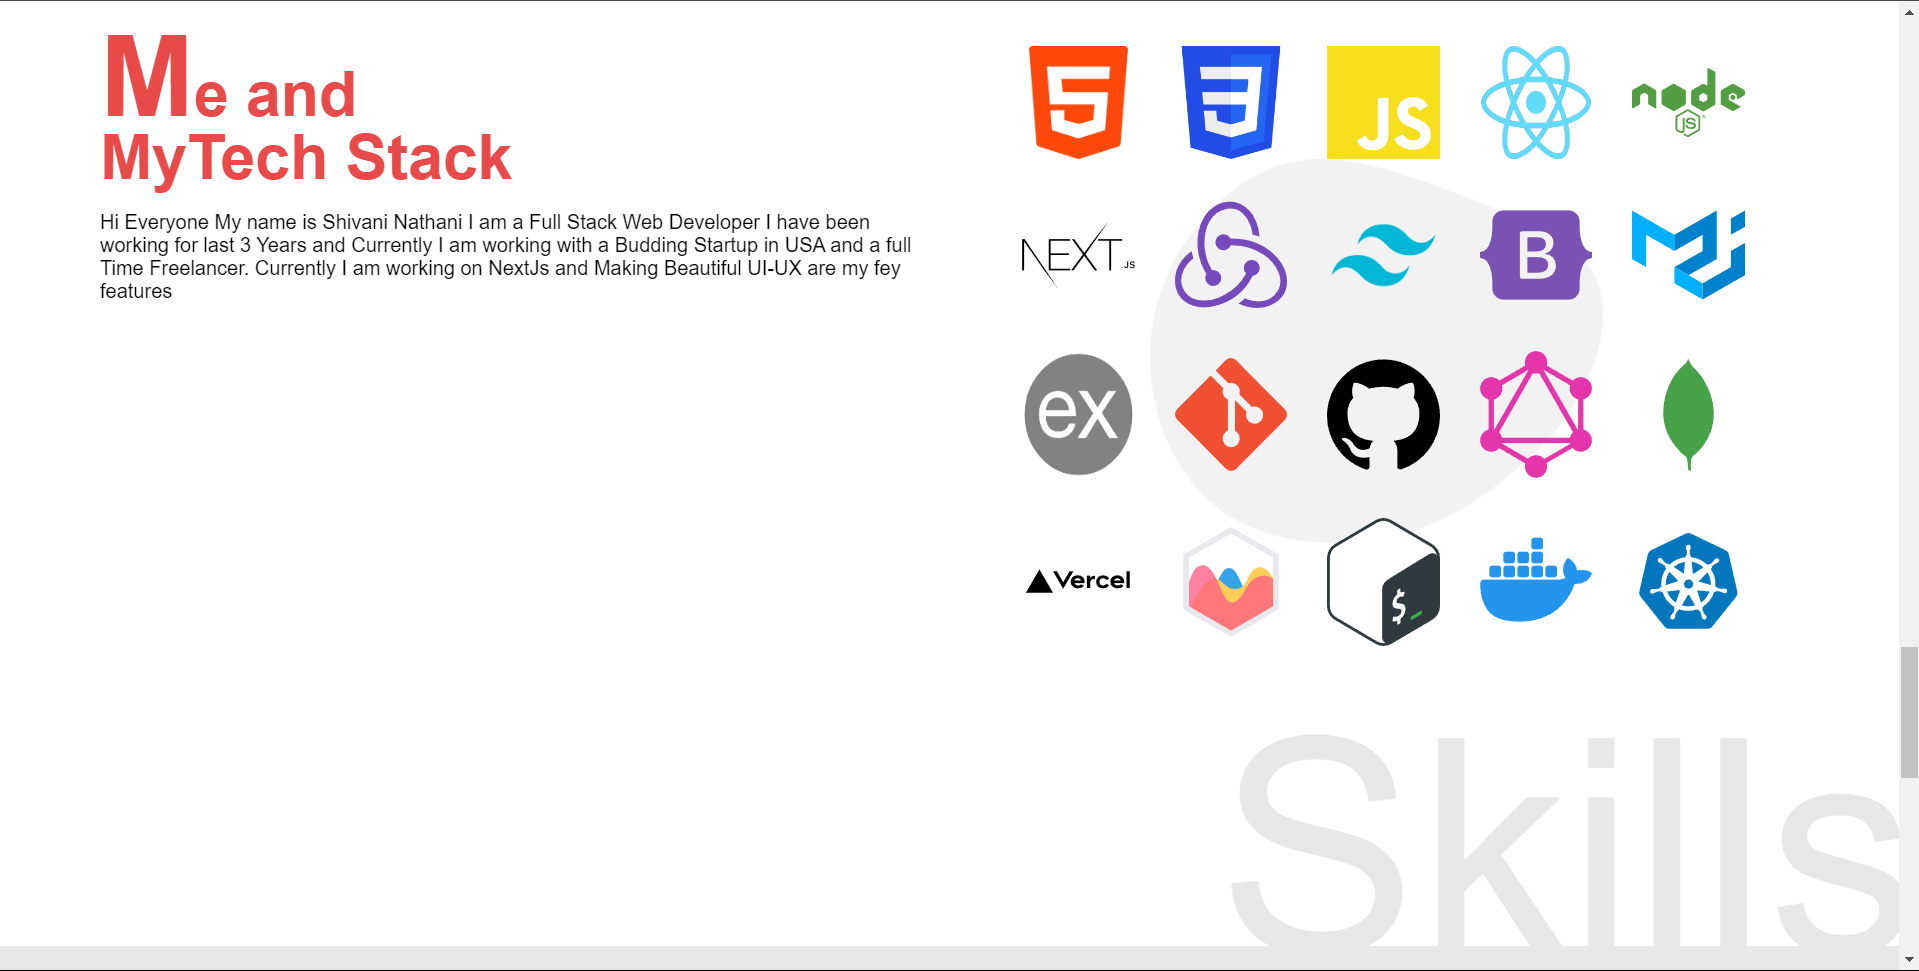 Me and
MyTech Stack
Hi Everyone My name is Shivani Nathani I am a Full Stack Web Developer I have been
working for last 3 Years and Currently I am working with a Budding Startup in USA and a full
Time Freelancer. Currently I am working on NextJs and Making Beautiful UI-UX are my fey
features
5
3
JS
node
JS
NEXT.JS
B
ex
Vercel
$_
Skills